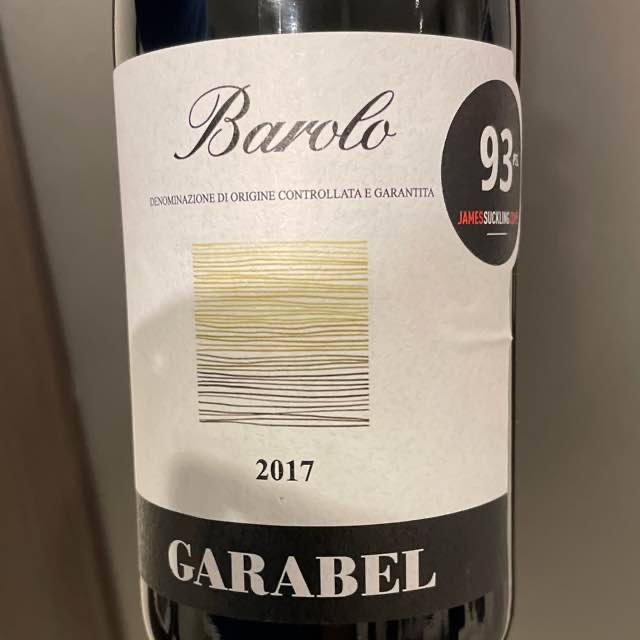 Barolo
DENOMINAZIONE DI ORIGINE CONTROLLATA E GARANTITA
93
JAMESSUCKLING
2017
GARABEL